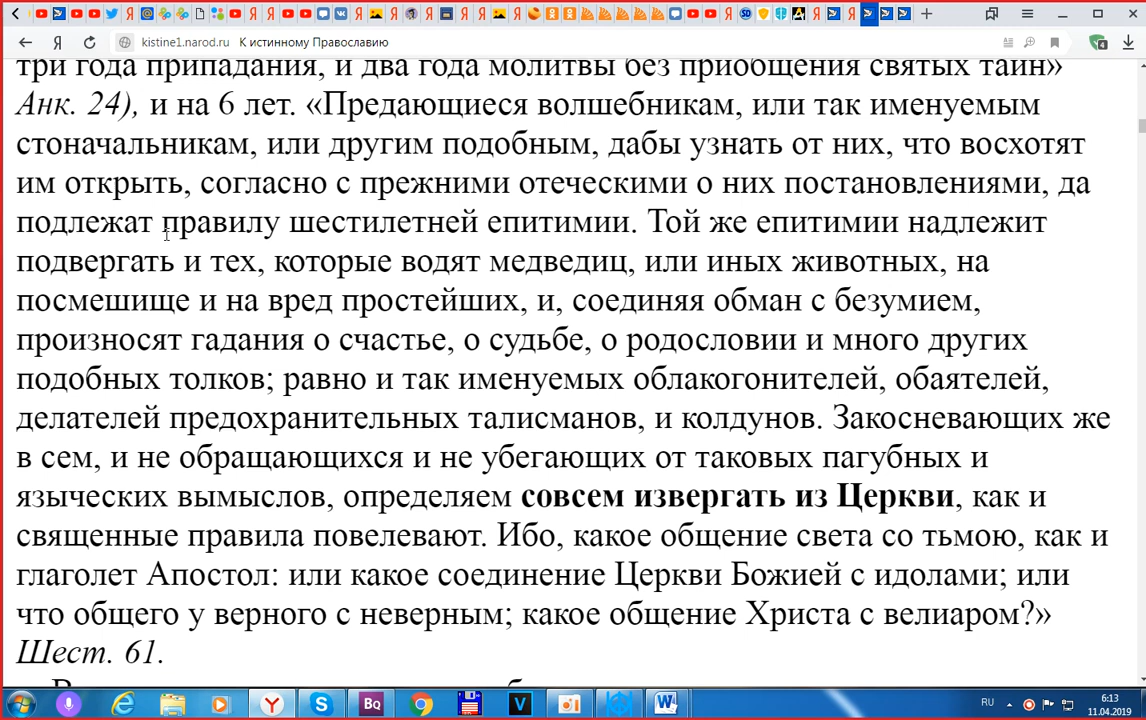 kistine1.narod.ru К истинному Православию
три года припадания, и два года молитвы без приобщения святых таин»
Анк. 24), и на 6 лет. «Предающиеся волшебникам, или так именуемым
стоначальникам, или другим подобным, дабы узнать от них, что восхотят
им открыть, согласно с прежними отеческими о них постановлениями, да
подлежат правилу шестилетней епитимии. Той же епитимии надлежит
подвергать и тех, которые водят медведиц, или иных животных, на
посмешище и на вред простейших, и, соединяя обман с безумием,
произносят гадания о счастье, о судьбе, о родословии и много других
подобных толков; равно и так именуемых облакогонителей, обаятелей,
делателей предохранительных талисманов, и колдунов. Закосневающих же
в сем, и не обращающихся и не убегающих от таковых пагубных и
языческих вымыслов, определяем совсем извергать из Церкви, как и
священные правила повелевают. Ибо, какое общение света со тьмою, как и
глаголет Апостол: или какое соединение Церкви Божией с идолами; или
что общего у верного с неверным; какое общение Христа с велиаром?»
Шест. 61.
RU
6:13
11.04.2019